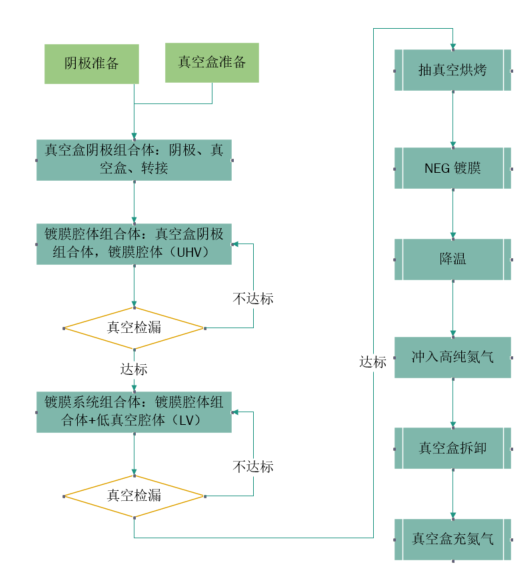 阴极准备
真空盒准备
真空盒阴极组合体：阴极、真
空盒、转接
镀膜腔体组合体：真空盒阴极
组合体，镀膜腔体（UHV）
不达标
真空检漏
达标
镀膜系统组合体：镀膜腔体组
合体+低真空腔体（LV）
不达标
真空检漏
达标
抽真空烘烤
NEG 镀膜
降温
冲入高纯氮气
真空盒拆卸
真空盒充氮气